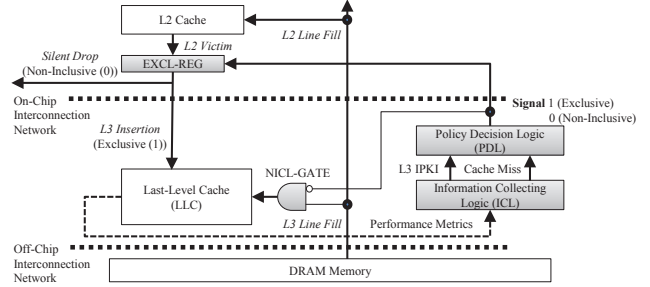 L2 Cache
L2 Line Fill
Silent Drop
(Non-Inclusive (0))
L2 Victim
EXCL-REG
On-Chip
Interconnection
Network
Signal 1 (Exclusive)
0 (Non-Inclusive)
L3 Insertion
(Exclusive (1))
Policy Decision Logic
(PDL)
NICL-GATE
L3 IPKI
Cache Miss
Last-Level Cache
(LLC)
Information Collecting
Logic (ICL)
L3 Line Fill
Performance Metrics
Off-Chip
Interconnection
Network
DRAM Memory